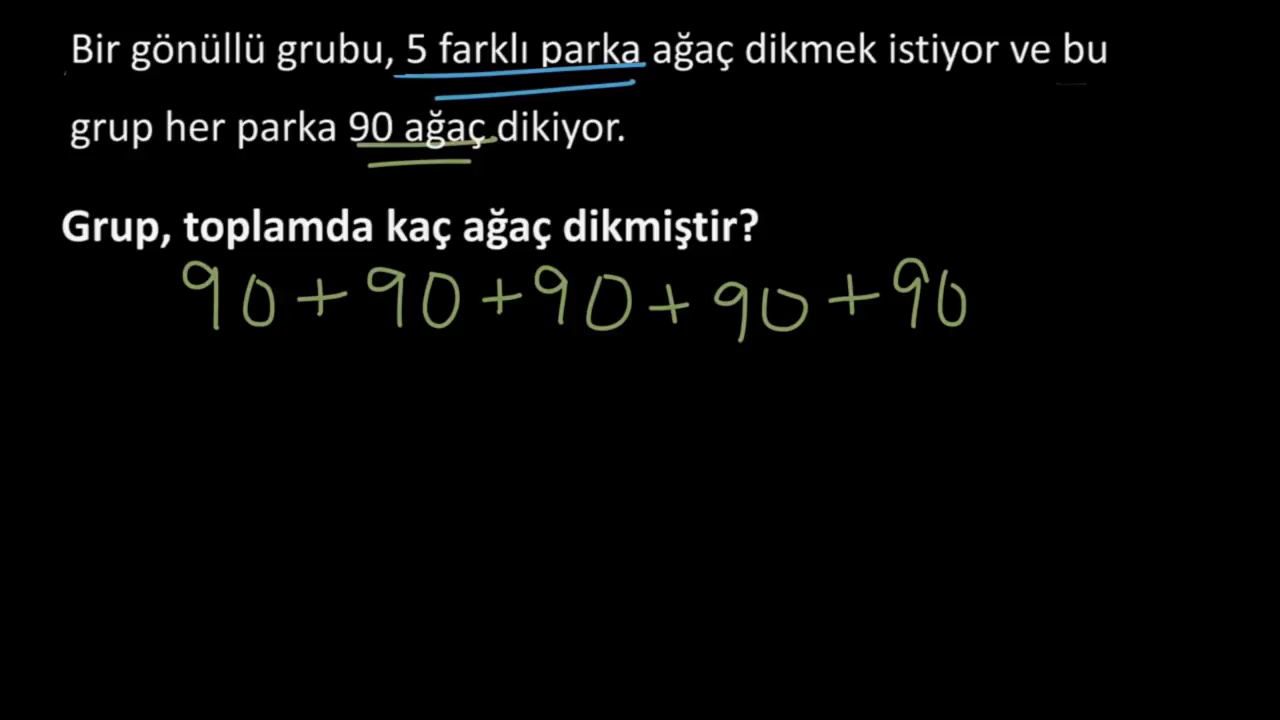 Bir gönüllü grubu, 5 farklı parka ağaç dikmek istiyor ve bu
grup her parka 90 ağaç dikiyor.
Grup, toplamda kaç ağaç dikmiştir?
90 + 90 + 90 + 90 + 90